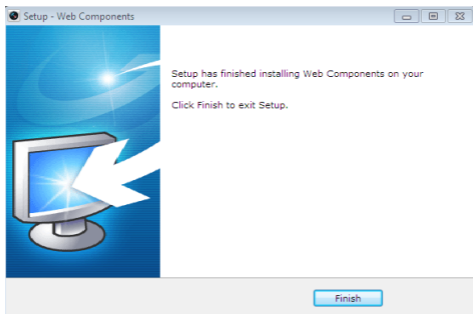 Setup - Web Components
Setup has finished installing Web Components on your
computer.
Click Finish to exit Setup.
Finish